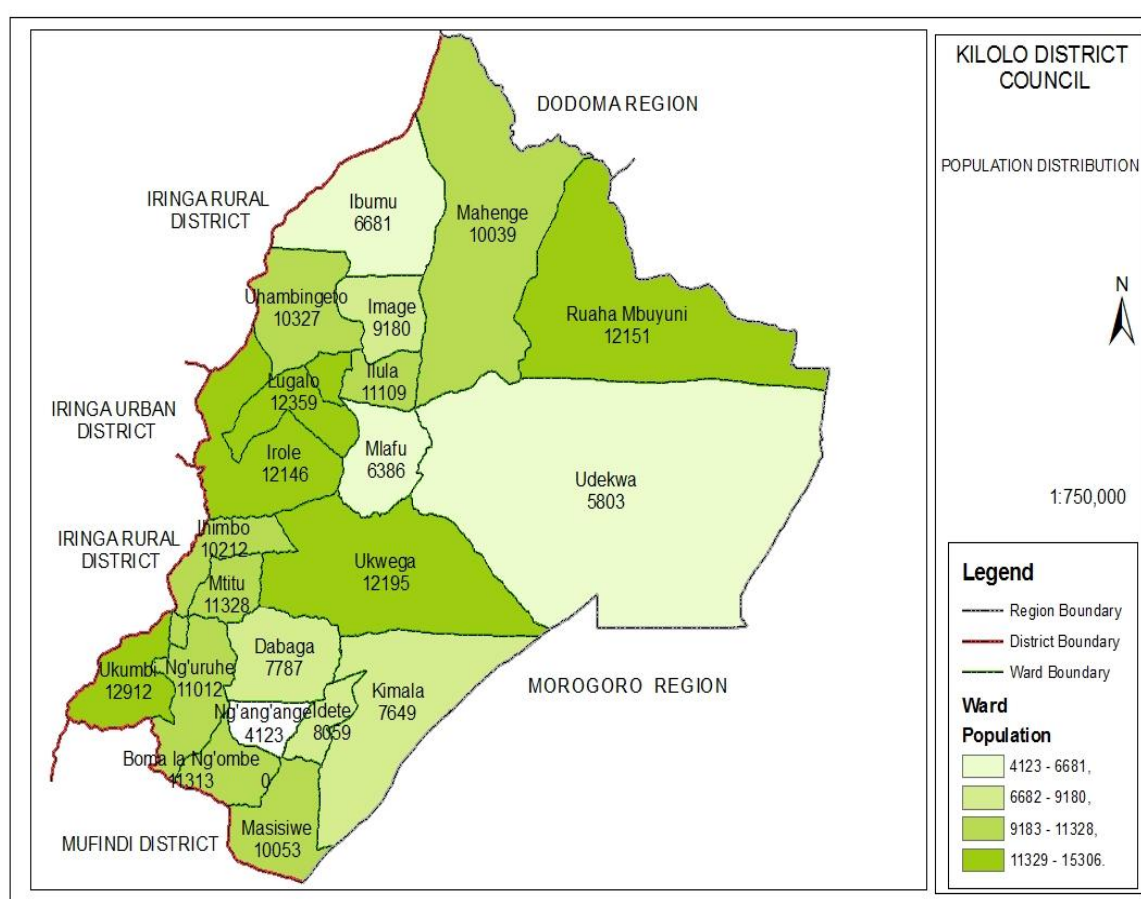 KILOLO DISTRICT
COUNCIL
POPULATION DISTRIBUTION
N
1:750,000
Legend
Region Boundary
District Boundary
Ward Boundary
Ward
Population
4123 - 6681,
6682 - 9180,
9183 - 11328,
11329 - 15306.
DODOMA REGION
IRINGA RURAL
DISTRICT
Ibumu
6681
Mahenge
10039
Uhambingeto
10327
Image
9180
Ruaha Mbuyuni
12151
Ilula
11109
Lugalo
12359
IRINGA URBAN
DISTRICT
Irole
12146
Mlafu
6386
Udekwa
5803
IRINGA RURAL
DISTRICT
Ihimbo
10212
Ukwega
12195
Mtitu
11328
Dabaga
7787
Ukumbi
12912
Ng'uruhe
11012
MOROGORO REGION
Kimala
7649
Ng'ang'ange
4123
Idete
8059
Boma la Ng'ombe
11313
0
Masisiwe
10053
MUFINDI DISTRICT